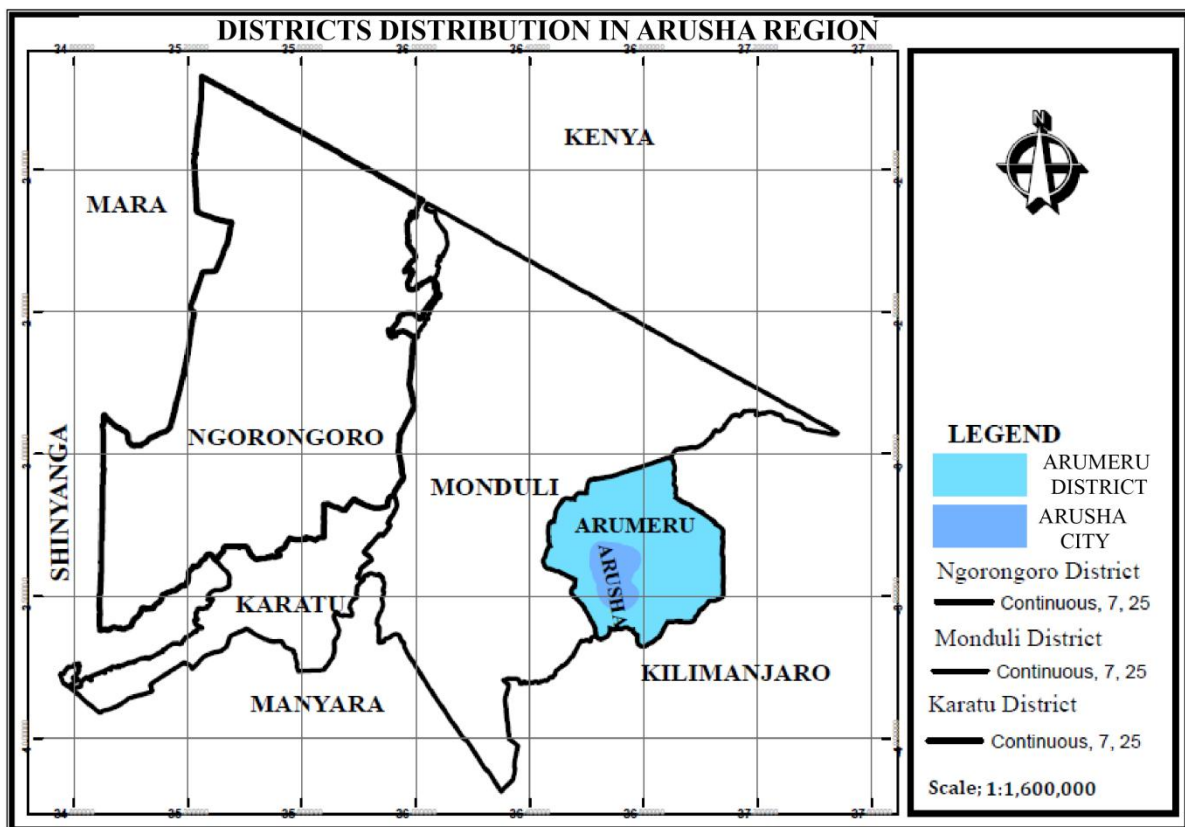 DISTRICTS DISTRIBUTION IN ARUSHA REGION
KENYA
MARA
NGORONGORO
SHINYANGA
MONDULI
ARUMERU
ARUSHA
KARATU
KILIMANJARO
MANYARA
N
LEGEND
ARUMERU
DISTRICT
ARUSHA
CITY
Ngorongoro District
Continuous, 7, 25
Monduli District
Continuous, 7, 25
Karatu District
Continuous, 7, 25
Scale; 1:1,600,000